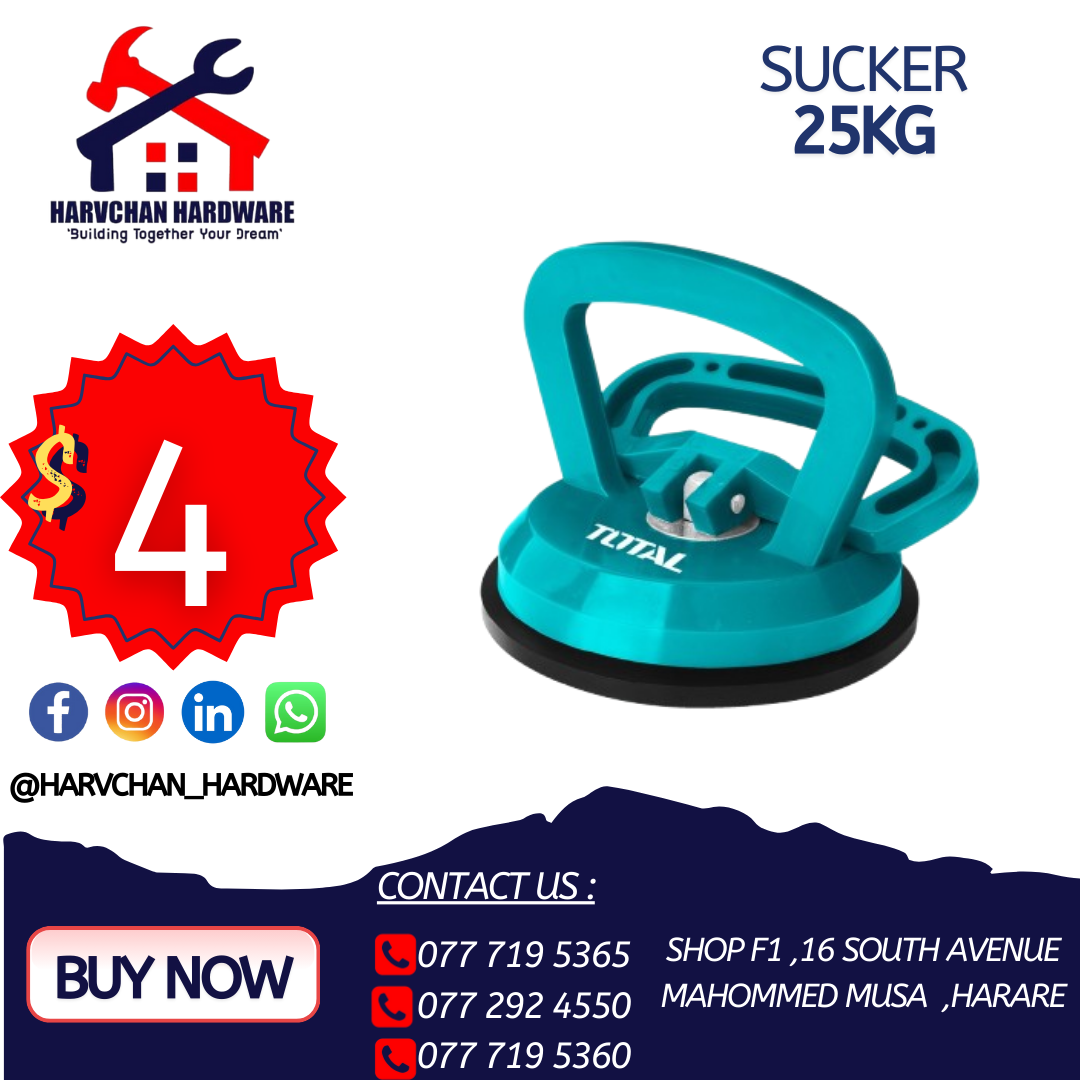 HARVCHAN HARDWARE
'Building Together Your Dream'
SUCKER
25KG
$4
TOTAL
in
@HARVCHAN_HARDWARE
BUY NOW
CONTACT US :
077 719 5365
077 292 4550
077 719 5360
SHOP F1 ,16 SOUTH AVENUE
MAHOMMED MUSA ,HARARE